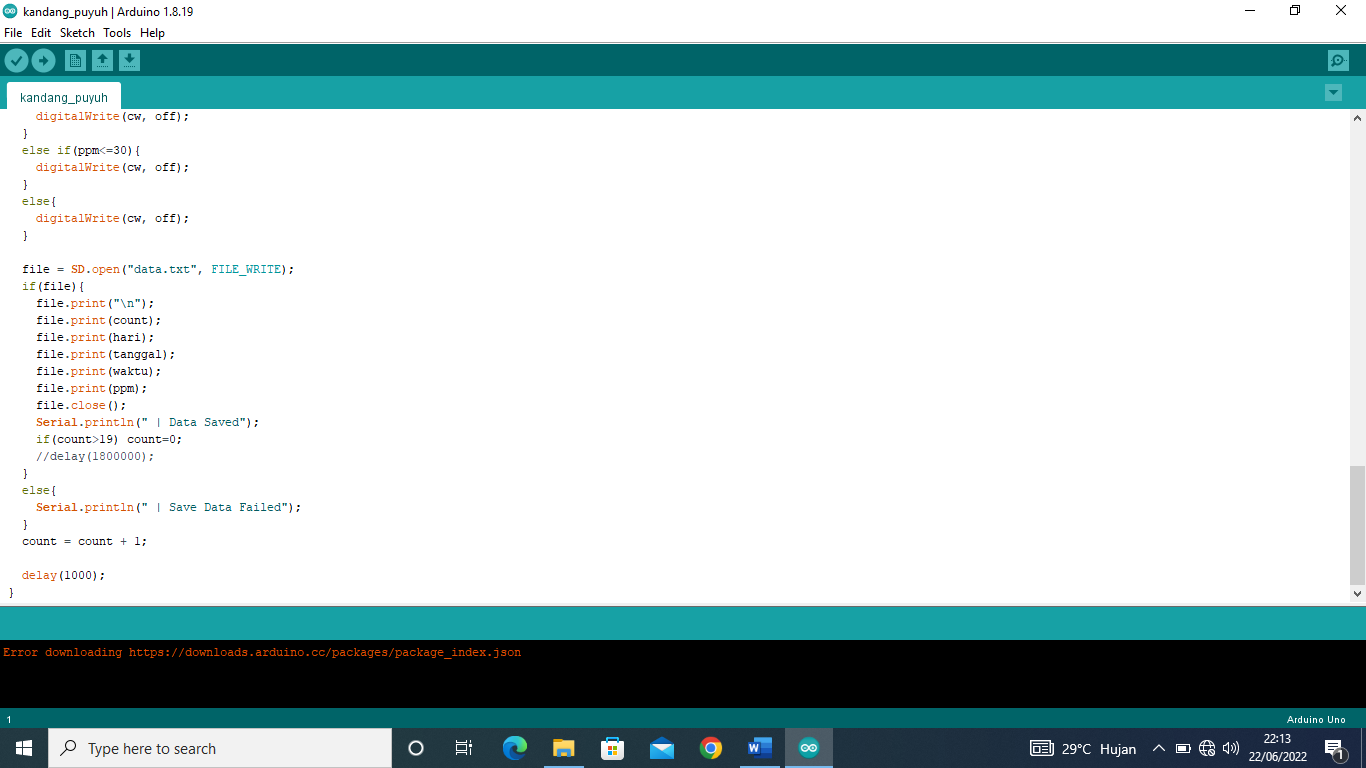 kandang_puyuh | Arduino 1.8.19
File Edit Sketch Tools Help
kandang_puyuh
digitalWrite(cw, off);
}
else if(ppm<=30){
digitalWrite(cw, off);
}
else{
digitalWrite(cw, off);
}
file = SD.open("data.txt", FILE_WRITE);
if(file){
file.print("\n");
file.print(count);
file.print(hari);
file.print(tanggal);
file.print(waktu);
file.print(ppm);
file.close();
Serial.println(" | Data Saved");
if(count>19) count=0;
//delay(1800000);
}
else{
Serial.println(" | Save Data Failed");
}
count = count + 1;
delay(1000);
}
Error downloading https://downloads.arduino.cc/packages/package_index.json
1 Arduino Uno
Type here to search
29°C Hujan
22:13
22/06/2022
1